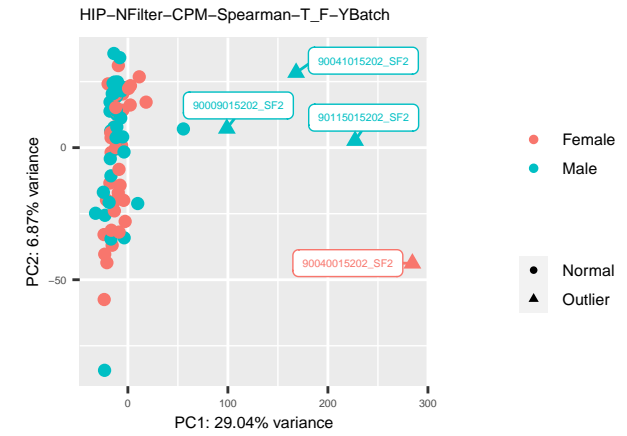 HIP−NFilter−CPM−Spearman−T_F−YBatch
90041015202_SF2
90009015202_SF2
90115015202_SF2
90040015202_SF2
0
−50
PC2: 6.87% variance
0
100
200
300
PC1: 29.04% variance
Female
Male
Normal
Outlier